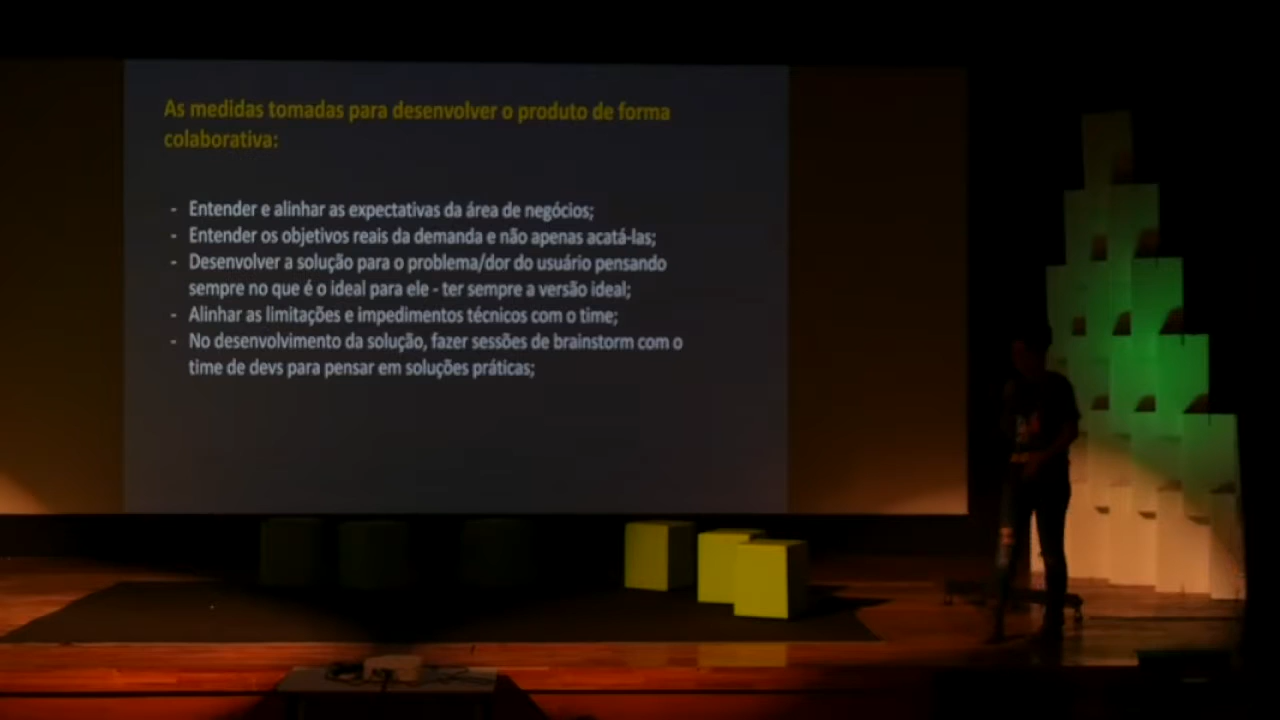 As medidas tomadas para desenvolver o produto de forma
colaborativa:
- Entender e alinhar as expectativas da área de negócios;
- Entender os objetivos reais da demanda e não apenas acatá-las;
- Desenvolver a solução para o problema/dor do usuário pensando
sempre no que é o ideal para ele - ter sempre a versão ideal;
- Alinhar as limitações e impedimentos técnicos com o time;
- No desenvolvimento da solução, fazer sessões de brainstorm com o
time de devs para pensar em soluções práticas;